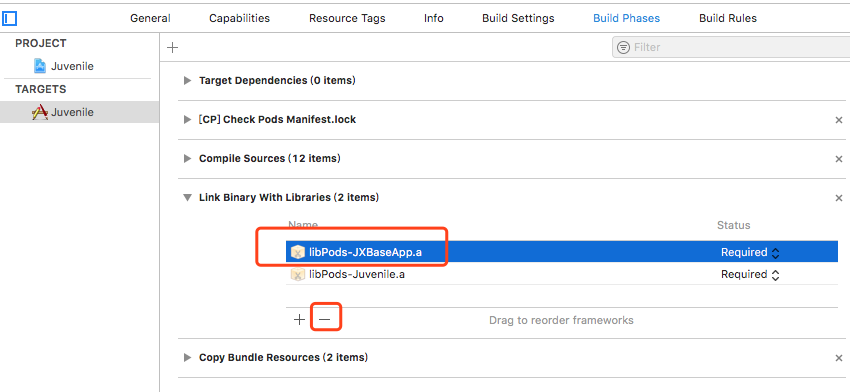 General Capabilities Resource Tags Info Build Settings Build Phases Build Rules
PROJECT
Juvenile
TARGETS
Juvenile
Filter
Target Dependencies (0 items)
[CP] Check Pods Manifest.lock
Compile Sources (12 items)
Link Binary With Libraries (2 items)
Name Status
libPods-JXBaseApp.a Required
libPods-Juvenile.a Required
Drag to reorder frameworks
Copy Bundle Resources (2 items)